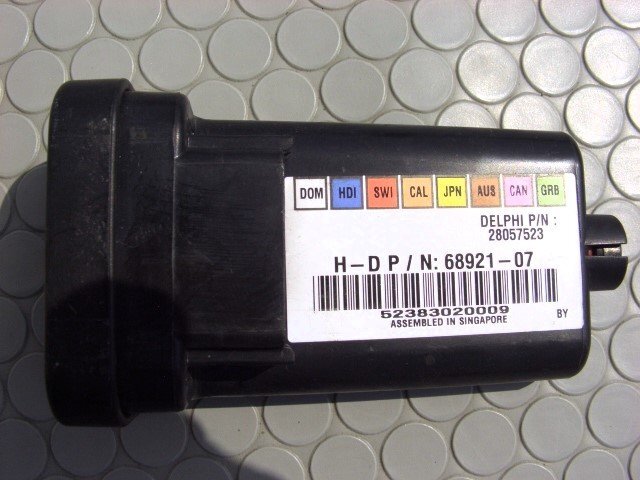 DOM HDI SWI CAL JPN AUS CAN GRB
DELPHI P/N :
28057523
H-D P/N: 68921-07
52383020009
ASSEMBLED IN SINGAPORE
BY